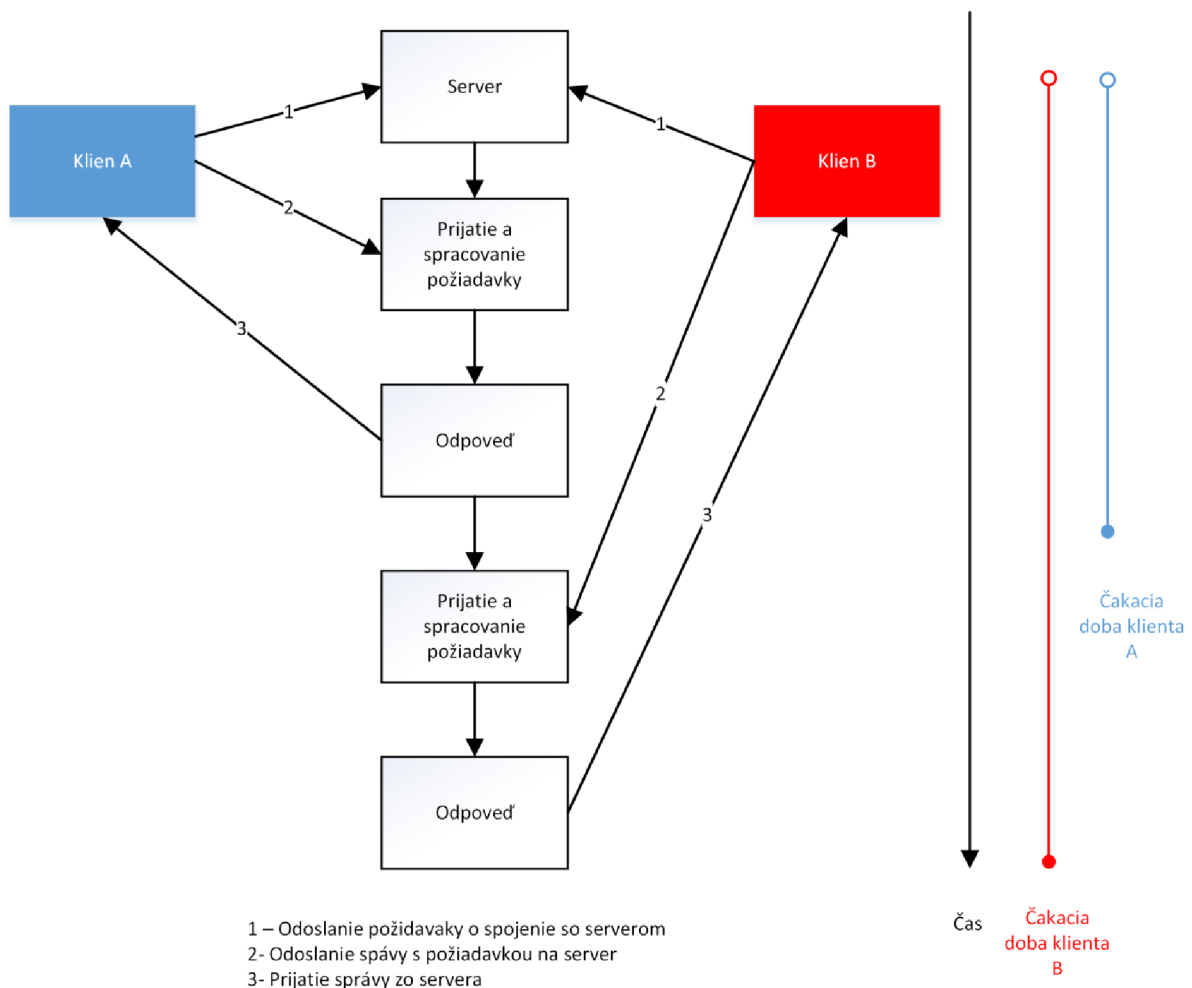 Server
1
1
Klien A
Klien B
2
Prijatie a
spracovanie
požiadavky
3
2
Odpoveď
3
Prijatie a
spracovanie
požiadavky
Čakacia
doba klienta
A
Odpoveď
Čas
Čakacia
doba klienta
B
1 – Odoslanie požidavaky o spojenie so serverom
2- Odoslanie spávy s požiadavkou na server
3- Prijatie správy zo servera